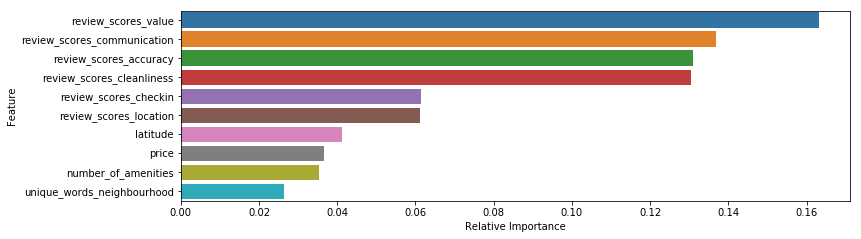 review_scores_value
review_scores_communication
review_scores_accuracy
review_scores_cleanliness
review_scores_checkin
review_scores_location
latitude
price
number_of_amenities
unique_words_neighbourhood
Feature
0.00 0.02 0.04 0.06 0.08 0.10 0.12 0.14 0.16
Relative Importance